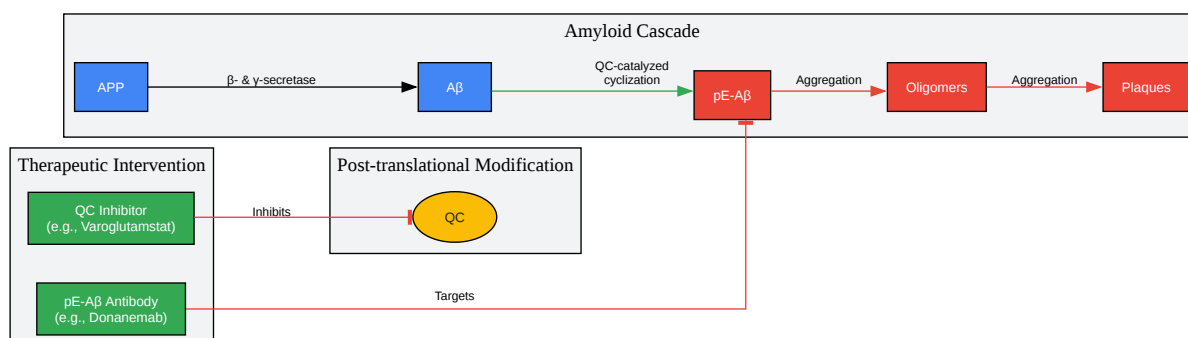 Amyloid Cascade
APP
β- & γ-secretase
Aβ
QC-catalyzed
cyclization
pE-Aβ
Aggregation
Oligomers
Aggregation
Plaques
Therapeutic Intervention
QC Inhibitor
(e.g., Varoglutamstat)
Inhibits
Post-translational Modification
QC
pE-Aβ Antibody
(e.g., Donanemab)
Targets